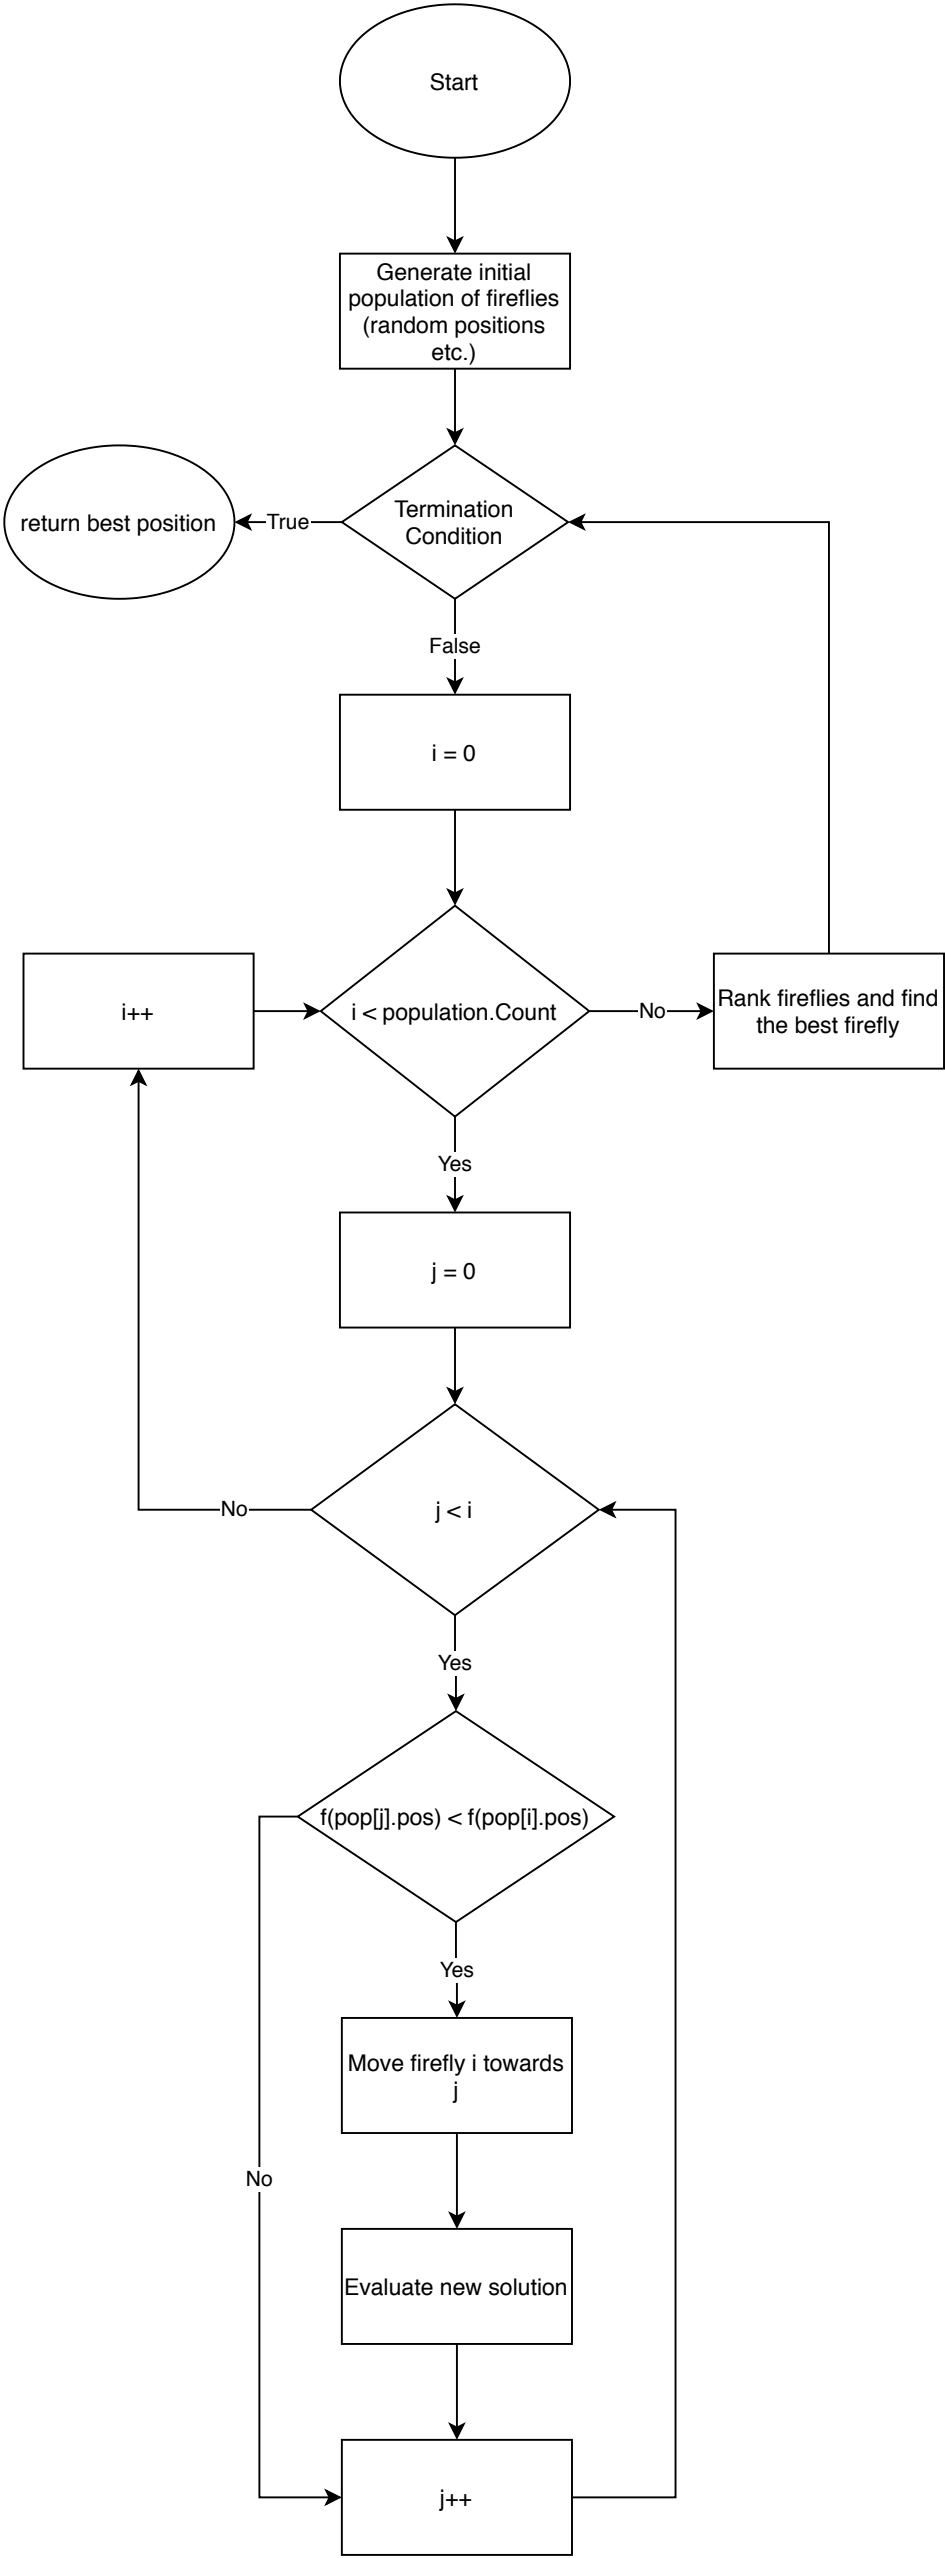 Start
Generate initial
population of fireflies
(random positions
etc.)
Termination
Condition
True
return best position
False
i = 0
i++
i < population.Count
No
Rank fireflies and find
the best firefly
Yes
j = 0
j < i
No
Yes
f(pop[j].pos) < f(pop[i].pos)
Yes
Move firefly i towards
j
No
Evaluate new solution
j++